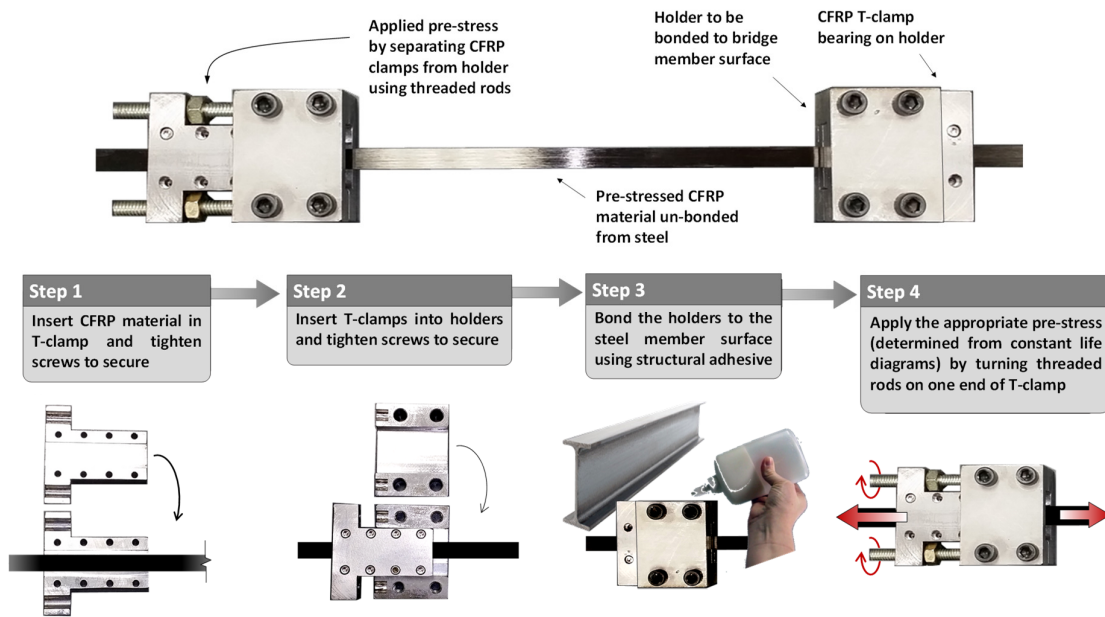 Applied pre-stress
by separating CFRP
clamps from holder
using threaded rods
Holder to be
bonded to bridge
member surface
CFRP T-clamp
bearing on holder
Pre-stressed CFRP
material un-bonded
from steel
Step 1
Insert CFRP material in
T-clamp and tighten
screws to secure
Step 2
Insert T-clamps into holders
and tighten screws to secure
Step 3
Bond the holders to the
steel member surface
using structural adhesive
Step 4
Apply the appropriate pre-stress
(determined from constant life
diagrams) by turning threaded
rods on one end of T-clamp